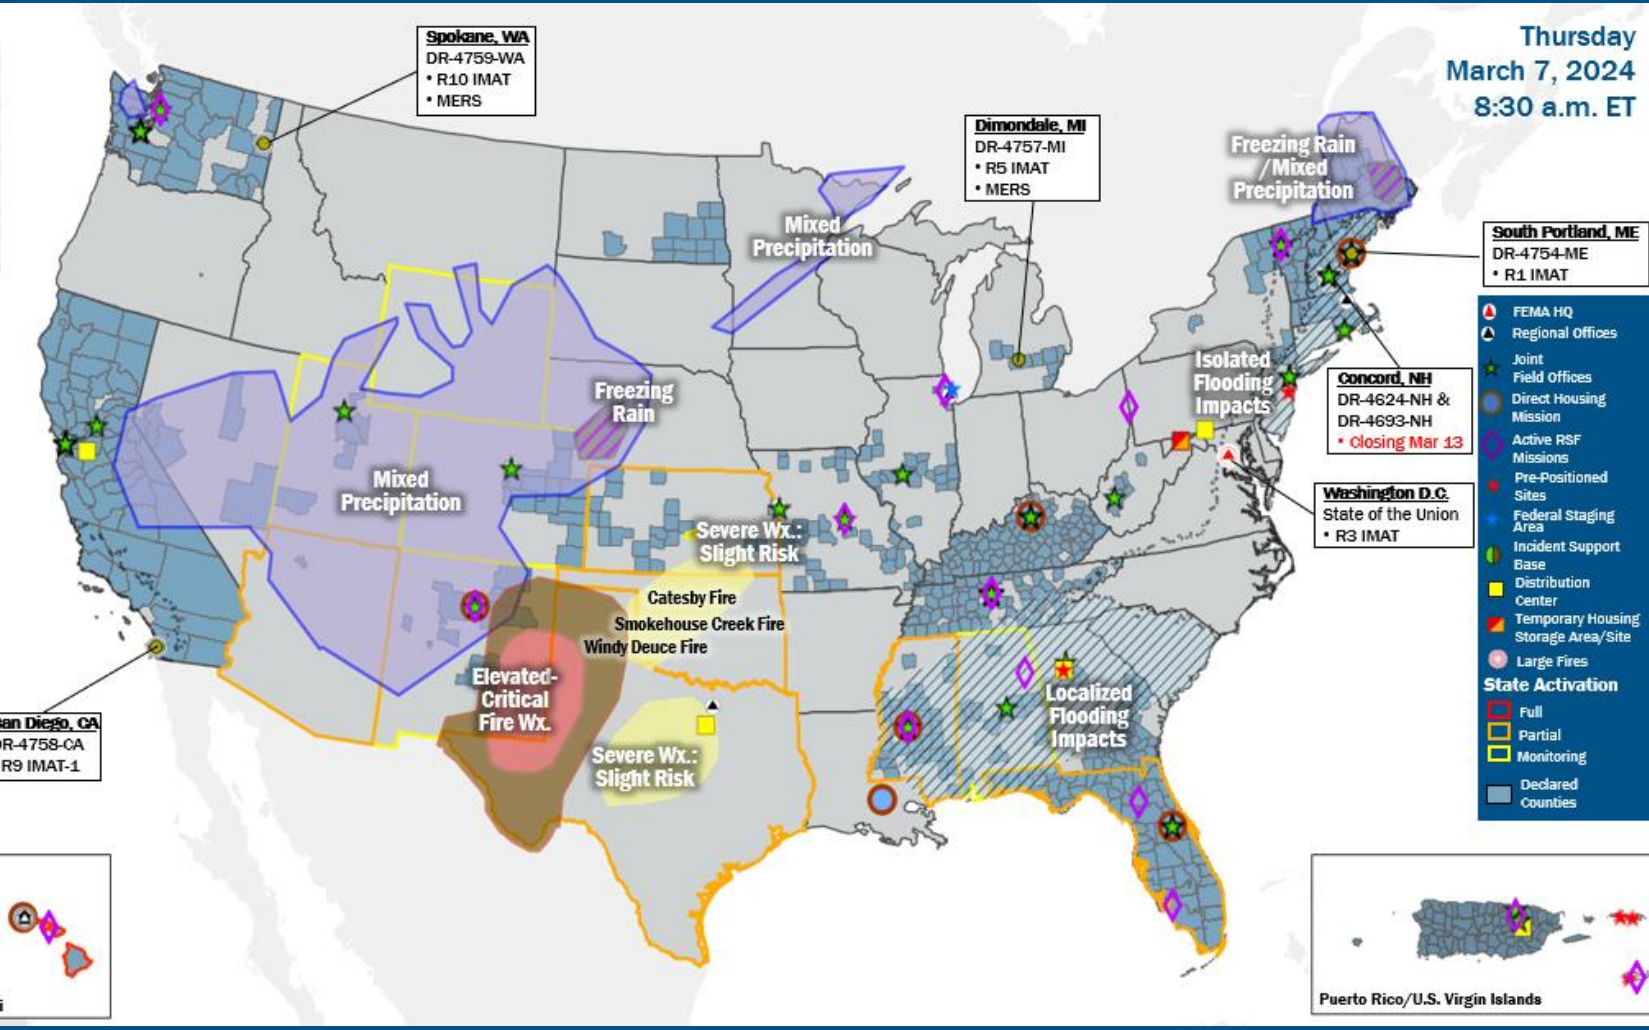 Thursday
March 7, 2024
8:30 a.m. ET
Spokane, WA
DR-4759-WA
• R10 IMAT
• MERS
Dimondale, MI
DR-4757-MI
• R5 IMAT
• MERS
Freezing Rain
/Mixed
Precipitation
Mixed
Precipitation
South Portland, ME
DR-4754-ME
• R1 IMAT
FEMA HQ
Regional Offices
Joint
Field Offices
Direct Housing
Mission
Active RSF
Missions
Pre-Positioned
Sites
Federal Staging
Area
Incident Support
Base
Distribution
Center
Temporary Housing
Storage Area/Site
Large Fires
State Activation
Full
Partial
Monitoring
Declared
Counties
Isolated
Flooding
Impacts
Concord, NH
DR-4624-NH &
DR-4693-NH
• Closing Mar 13
Freezing
Rain
Mixed
Precipitation
Washington D.C.
State of the Union
• R3 IMAT
Severe Wx.:
Slight Risk
Catesby Fire
Smokehouse Creek Fire
Windy Deuce Fire
Elevated-
Critical
Fire Wx.
Localized
Flooding
Impacts
San Diego, CA
DR-4758-CA
R9 IMAT-1
Severe Wx.:
Slight Risk
i
Puerto Rico/U.S. Virgin Islands